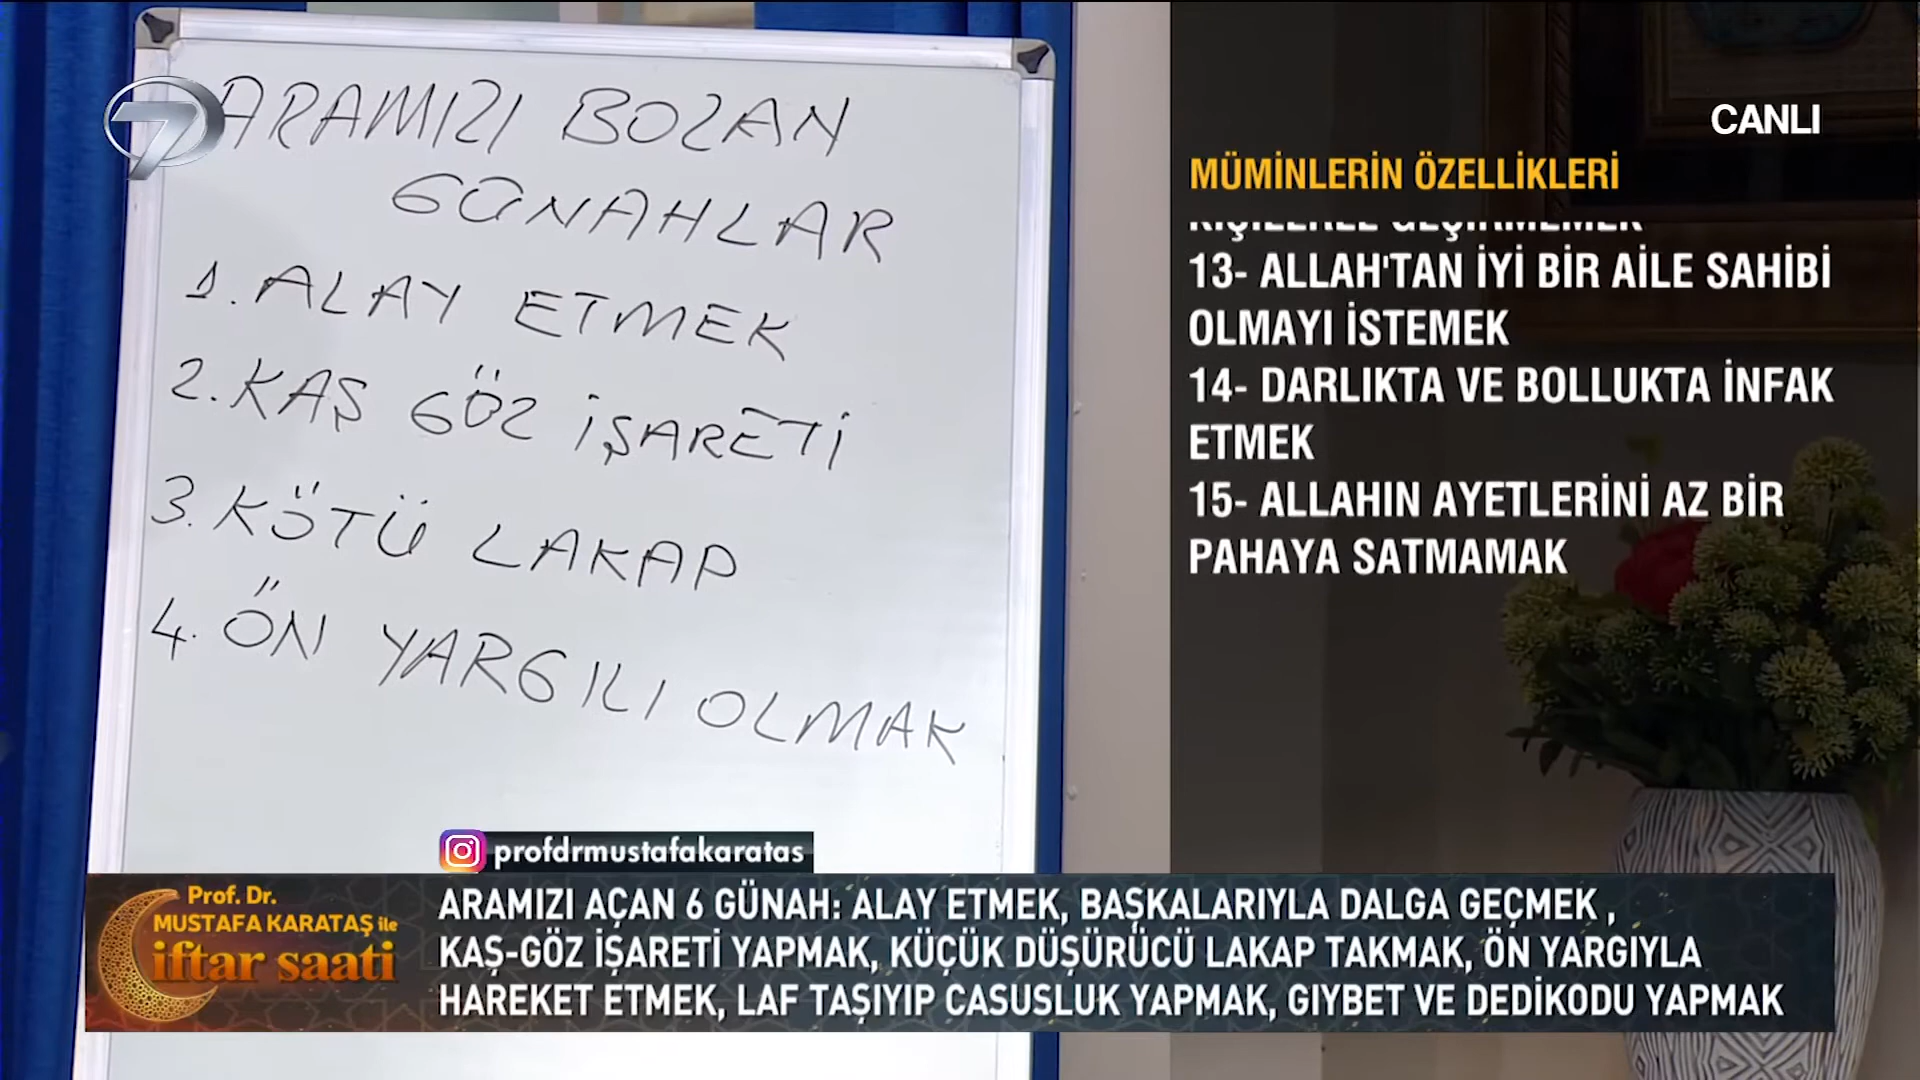 ARAMIZI BOZAN
GÜNAHLAR
1. ALAY ETMEK
2. KAŞ GÖZ İŞARETİ
3. KÖTÜ LAKAP
4. ÖN YARGILI OLMAK
7
CANLI
MÜMİNLERİN ÖZELLİKLERİ
13- ALLAH'TAN İYİ BİR AİLE SAHİBİ
OLMAYI İSTEMEK
14- DARLIKTA VE BOLLUKTA İNFAK
ETMEK
15- ALLAHIN AYETLERİNİ AZ BİR
PAHAYA SATMAMAK
profdrmustafakaratas
Prof. Dr.
MUSTAFA KARATAŞ ile
iftar saati
ARAMIZI AÇAN 6 GÜNAH: ALAY ETMEK, BAŞKALARIYLA DALGA GEÇMEK ,
KAŞ-GÖZ İŞARETİ YAPMAK, KÜÇÜK DÜŞÜRÜCÜ LAKAP TAKMAK, ÖN YARGIYLA
HAREKET ETMEK, LAF TAŞIYIP CASUSLUK YAPMAK, GIYBET VE DEDİKODU YAPMAK